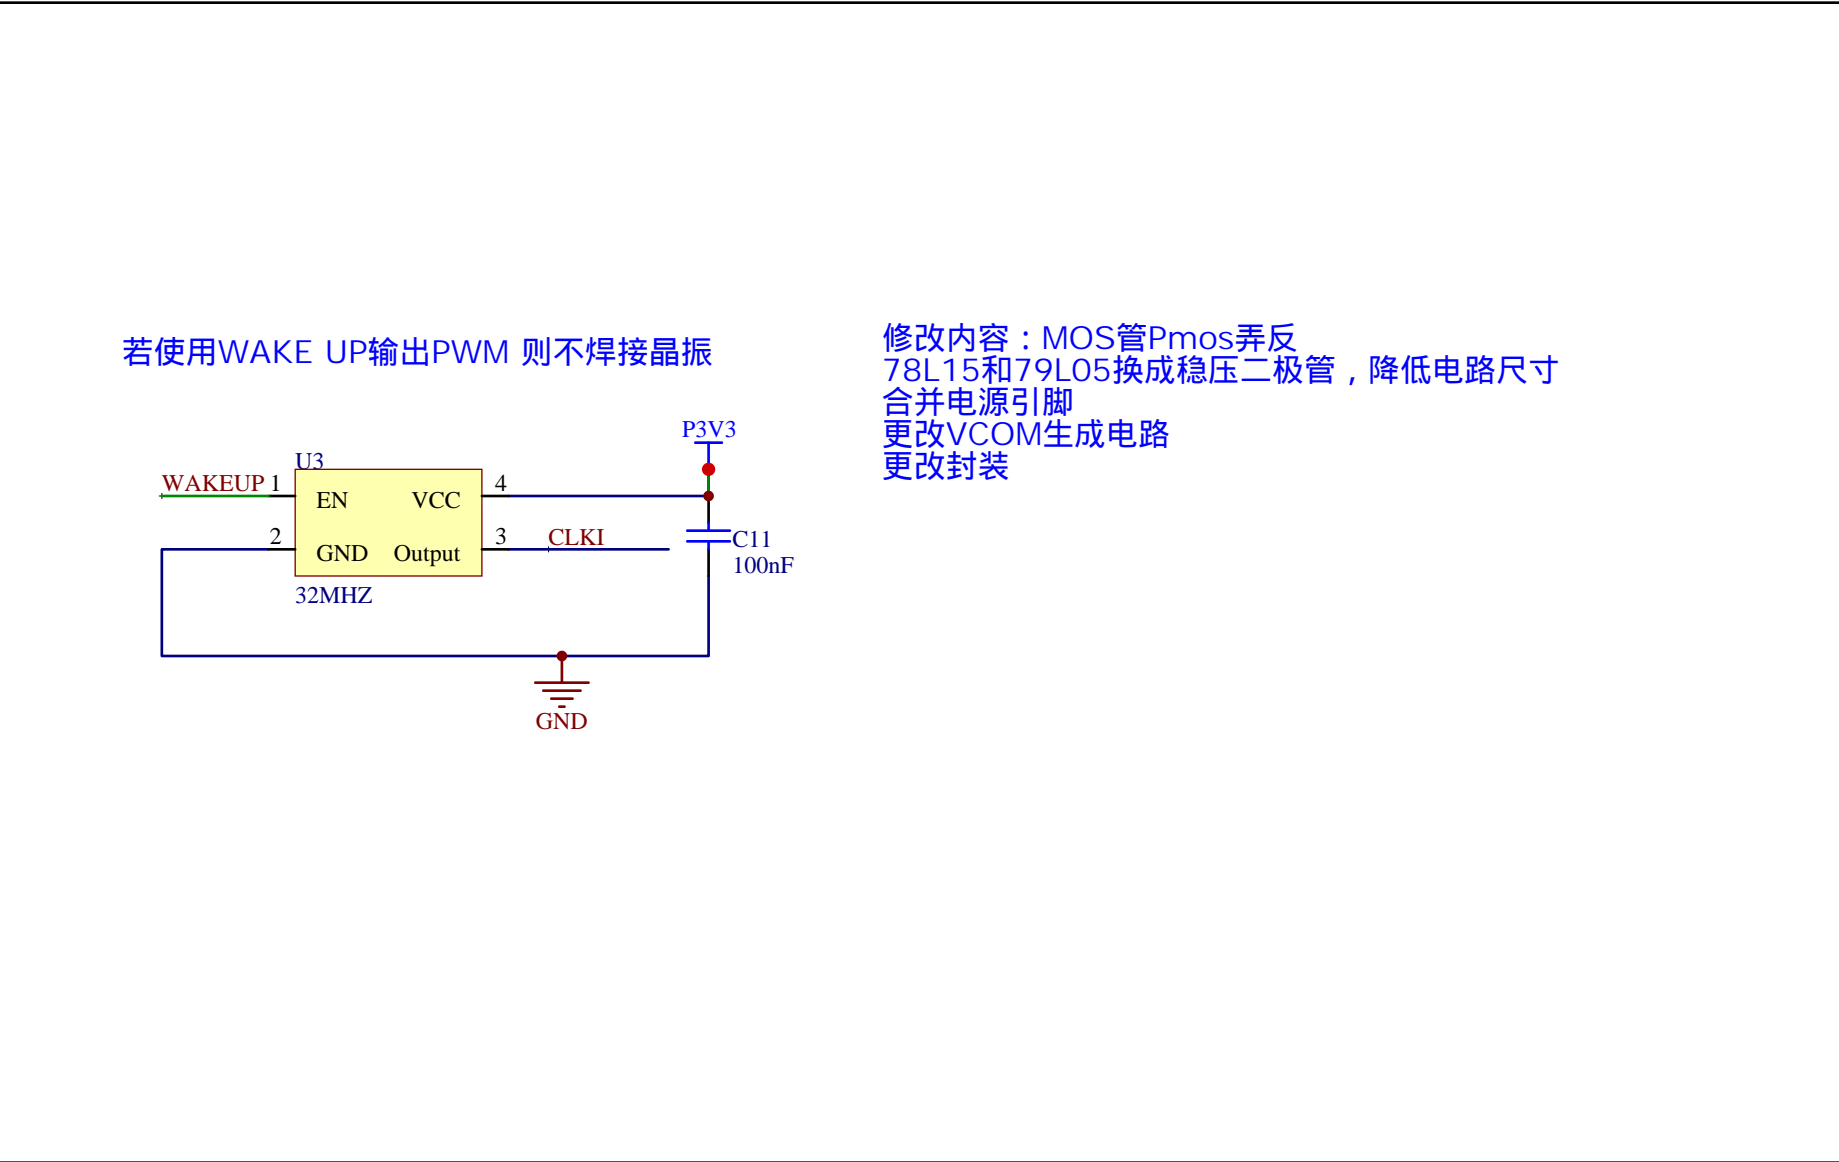 若使用WAKE UP输出PWM 则不焊接晶振
修改内容：MOS管Pmos弄反
78L15和79L05换成稳压二极管，降低电路尺寸
合并电源引脚
更改VCOM生成电路
更改封装
P3V3
U3
WAKEUP 1
EN VCC
4
2
GND Output
3
CLKI
C11
100nF
32MHZ
GND